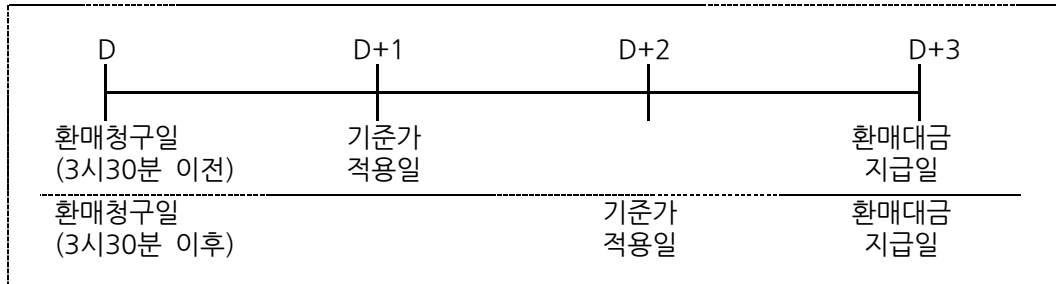 D D+1 D+2 D+3
환매청구일 기준가 환매대금
(3시30분 이전) 적용일 지급일
환매청구일 기준가 환매대금
(3시30분 이후) 적용일 지급일